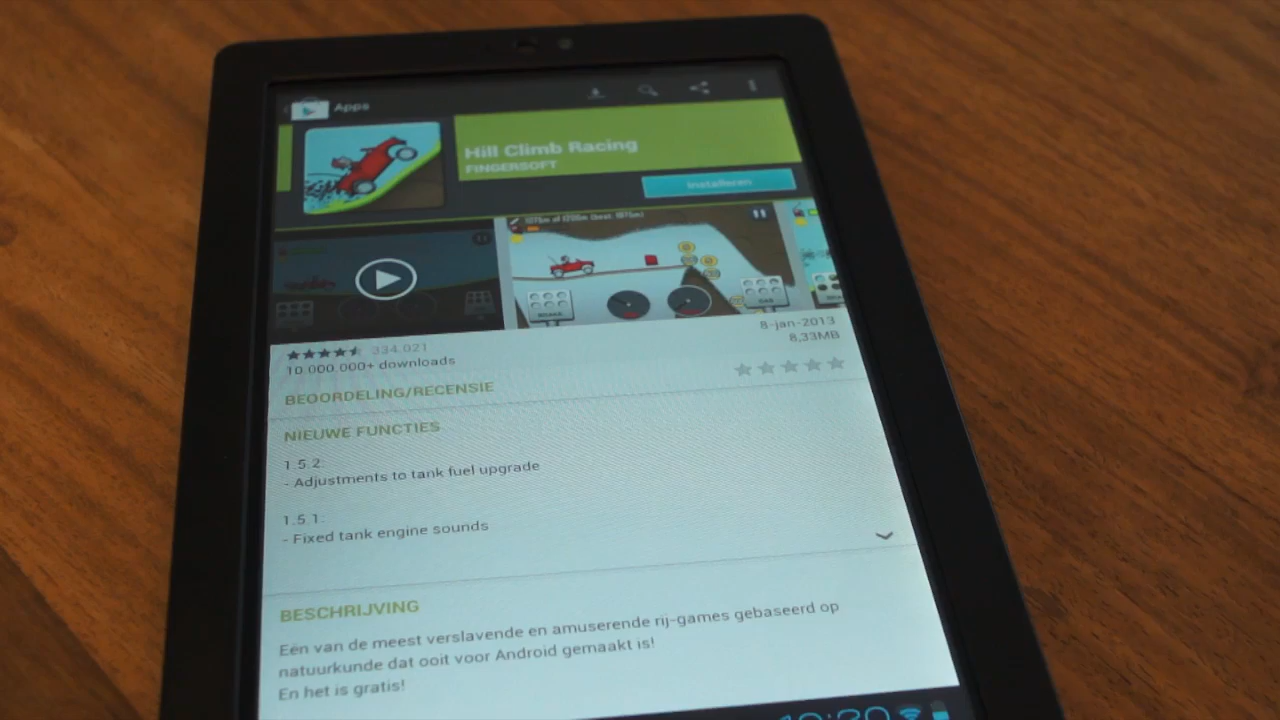 Apps
Hill Climb Racing
FINGERSOFT
Installeren
334.021
10.000.000+ downloads
8-jan-2013
8,33MB
BEOORDELING/RECENSIE
NIEUWE FUNCTIES
1.5.2:
- Adjustments to tank fuel upgrade
1.5.1:
- Fixed tank engine sounds
BESCHRIJVING
Eén van de meest verslavende en amuserende rij-games gebaseerd op
natuurkunde dat ooit voor Android gemaakt is!
En het is gratis!